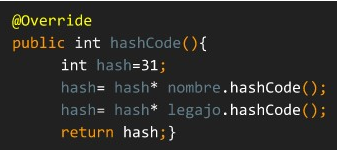 @Override
public int hashCode(){
int hash=31;
hash= hash* nombre.hashCode();
hash= hash* legajo.hashCode();
return hash;}